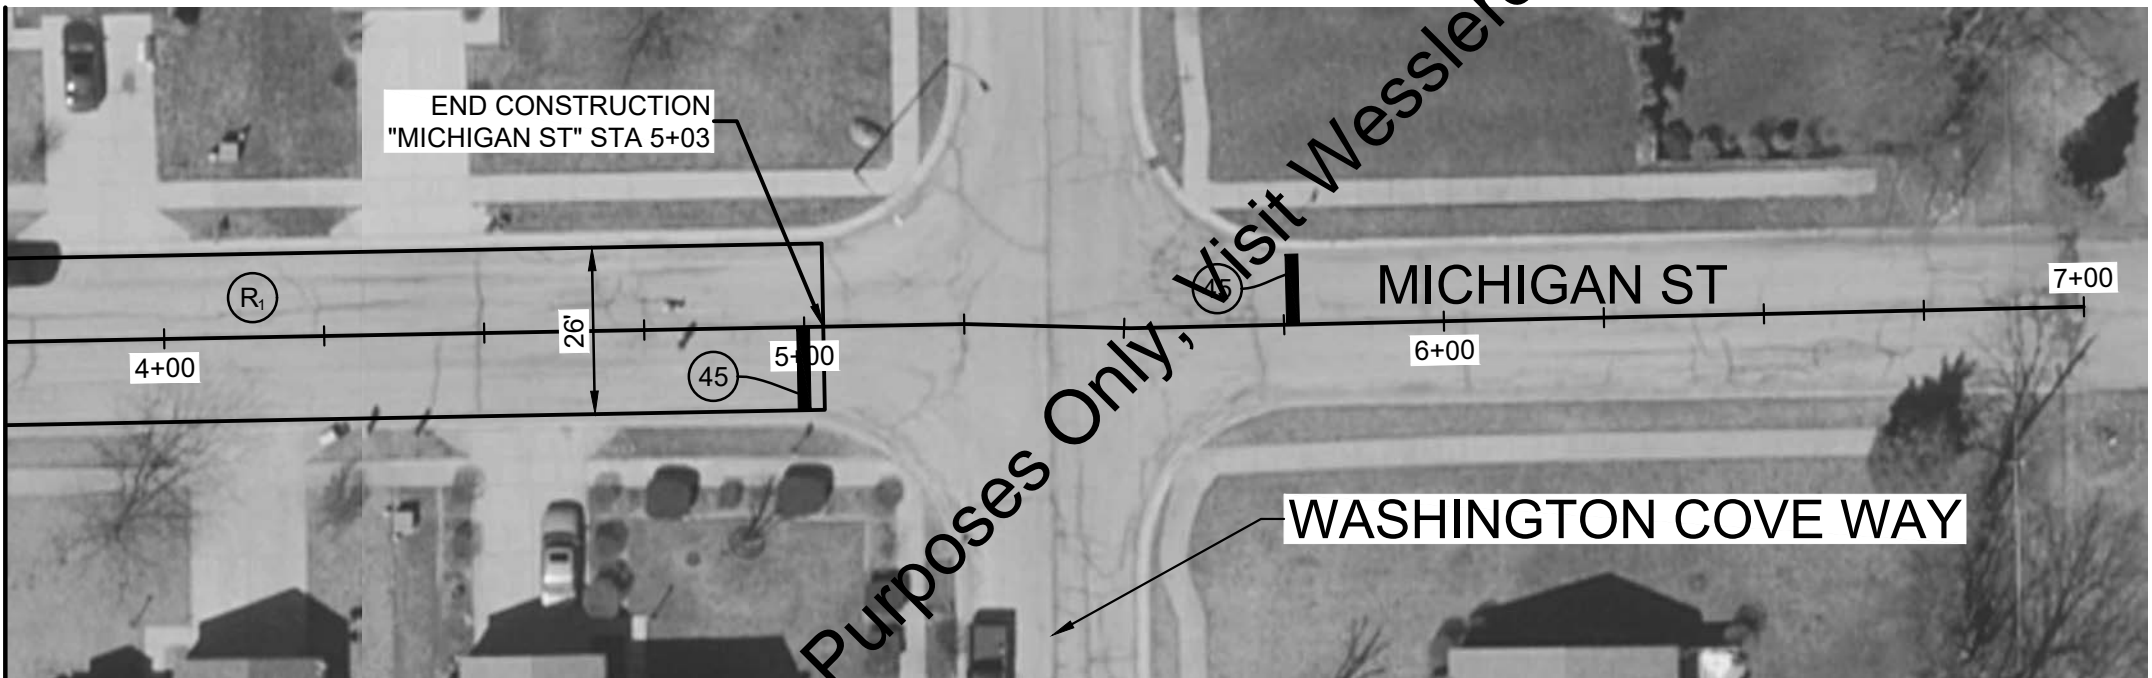 END CONSTRUCTION
"MICHIGAN ST" STA 5+03
R1
26'
4+00
45
5+00
45
MICHIGAN ST
6+00
7+00
WASHINGTON COVE WAY
Purposes Only, Visit